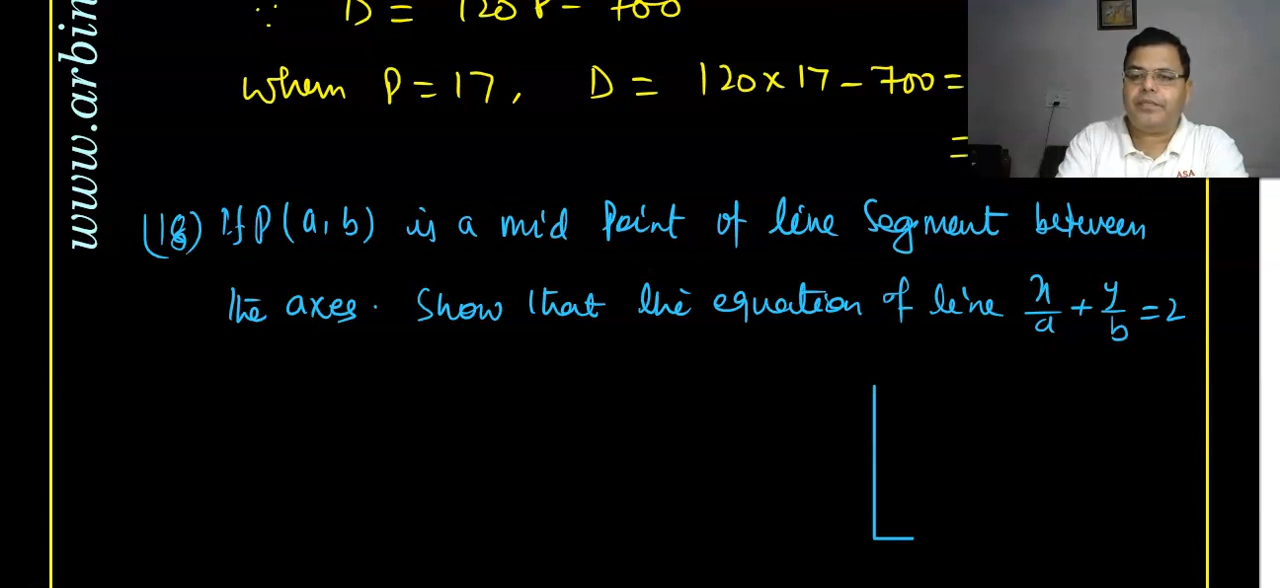 ∵ D = 120P - 700
when P = 17, D = 120 × 17 - 700 =
=
(18) If P (a, b) is a mid Point of line Segment between
the axes. Show that the equation of line x/a + y/b = 2
www.arbin
ASA